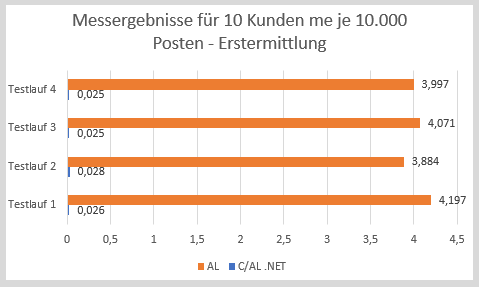 Messergebnisse für 10 Kunden me je 10.000
Posten - Erstermittlung
Testlauf 4
3,997
0,025
Testlauf 3
4,071
0,025
Testlauf 2
3,884
0,028
Testlauf 1
4,197
0,026
0 0,5 1 1,5 2 2,5 3 3,5 4 4,5
AL C/AL .NET